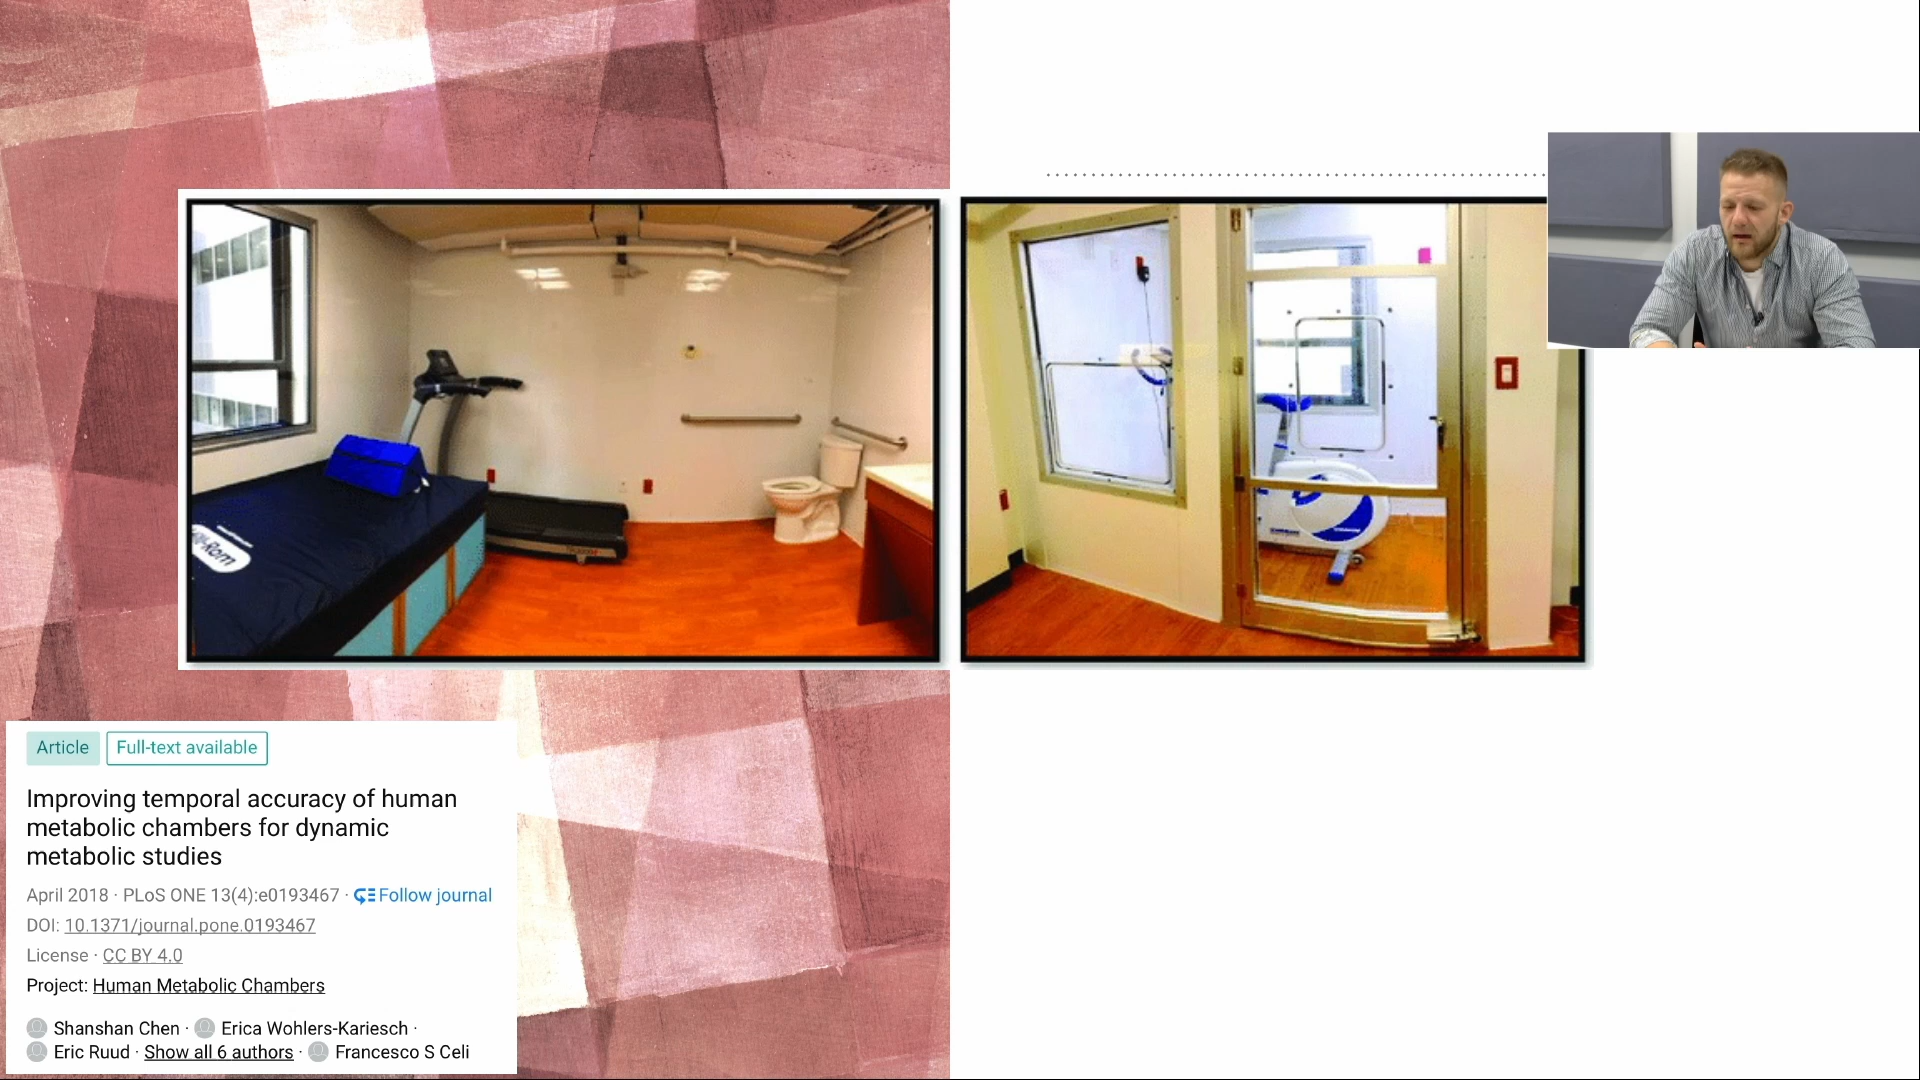 -Rom
Article
Full-text available
Improving temporal accuracy of human
metabolic chambers for dynamic
metabolic studies
April 2018 · PLoS ONE 13(4):e0193467 · Follow journal
DOI: 10.1371/journal.pone.0193467
License · CC BY 4.0
Project: Human Metabolic Chambers
Shanshan Chen · Erica Wohlers-Kariesch ·
Eric Ruud · Show all 6 authors · Francesco S Celi